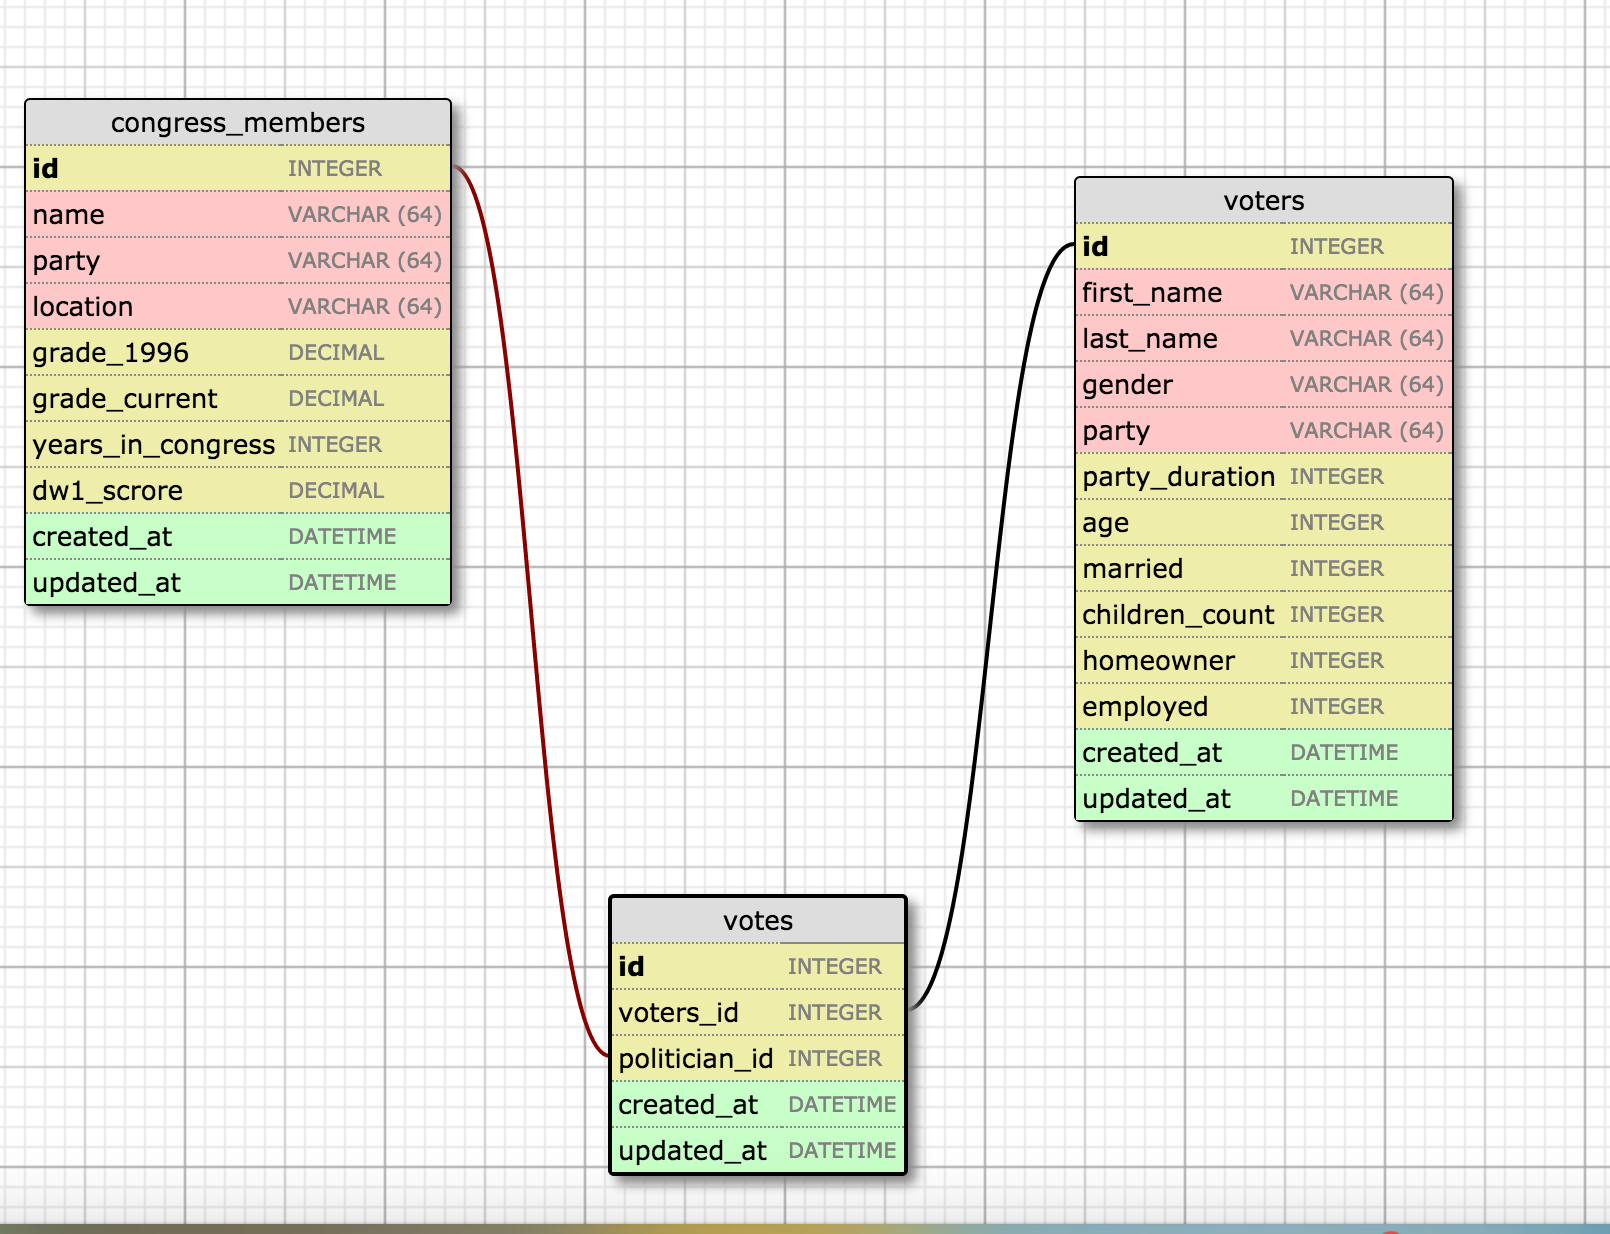 congress_members
id INTEGER
name VARCHAR (64)
party VARCHAR (64)
location VARCHAR (64)
grade_1996 DECIMAL
grade_current DECIMAL
years_in_congress INTEGER
dw1_scrore DECIMAL
created_at DATETIME
updated_at DATETIME
voters
id INTEGER
first_name VARCHAR (64)
last_name VARCHAR (64)
gender VARCHAR (64)
party VARCHAR (64)
party_duration INTEGER
age INTEGER
married INTEGER
children_count INTEGER
homeowner INTEGER
employed INTEGER
created_at DATETIME
updated_at DATETIME
votes
id INTEGER
voters_id INTEGER
politician_id INTEGER
created_at DATETIME
updated_at DATETIME